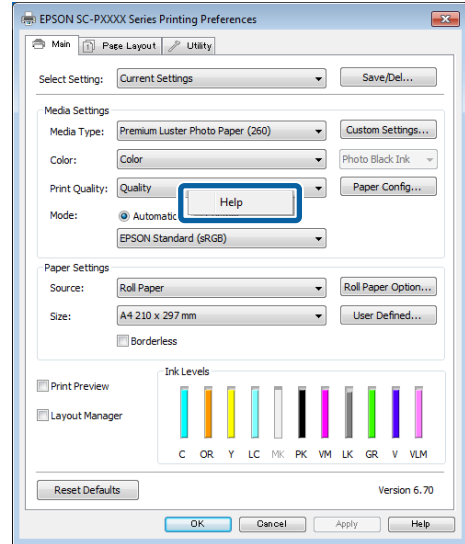 EPSON SC-PXXXX Series Printing Preferences
Main Page Layout Utility
Select Setting: Current Settings Save/Del...
Media Settings
Media Type: Premium Luster Photo Paper (260) Custom Settings...
Color: Color Photo Black Ink
Print Quality: Quality Paper Config...
Help
Mode: Automatic
EPSON Standard (sRGB)
Paper Settings
Source: Roll Paper Roll Paper Option...
Size: A4 210 x 297 mm User Defined...
Borderless
Ink Levels
Print Preview
Layout Manager
C OR Y LC MK PK VM LK GR V VLM
Reset Defaults Version 6.70
OK Cancel Apply Help